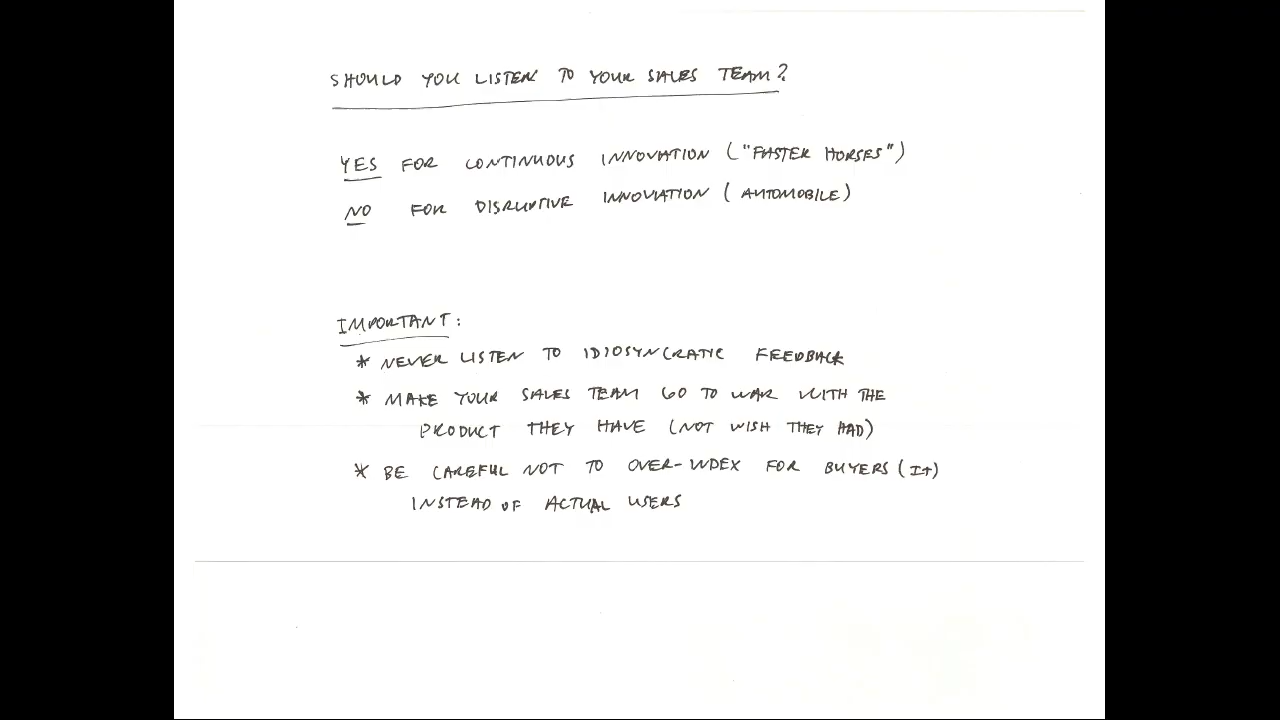 SHOULD YOU LISTEN TO YOUR SALES TEAM?
YES FOR CONTINUOUS INNOVATION ("FASTER HORSES")
NO FOR DISRUPTIVE INNOVATION (AUTOMOBILE)
IMPORTANT:
* NEVER LISTEN TO IDIOSYNCRATIC FEEDBACK
* MAKE YOUR SALES TEAM GO TO WAR WITH THE
PRODUCT THEY HAVE (NOT WISH THEY HAD)
* BE CAREFUL NOT TO OVER-INDEX FOR BUYERS (IT)
INSTEAD OF ACTUAL USERS